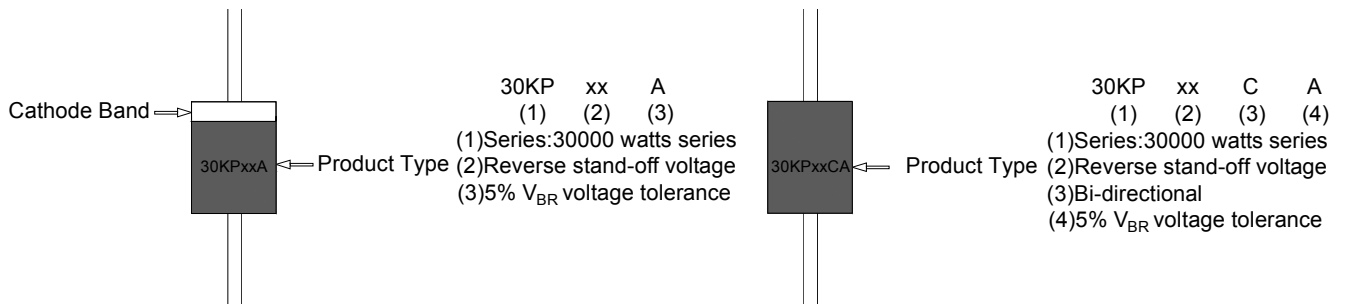 Cathode Band
30KPxxA
Product Type
30KP xx A
(1) (2) (3)
(1)Series:30000 watts series
(2)Reverse stand-off voltage
(3)5% VBR voltage tolerance
30KPxxCA
Product Type
30KP xx C A
(1) (2) (3) (4)
(1)Series:30000 watts series
(2)Reverse stand-off voltage
(3)Bi-directional
(4)5% VBR voltage tolerance